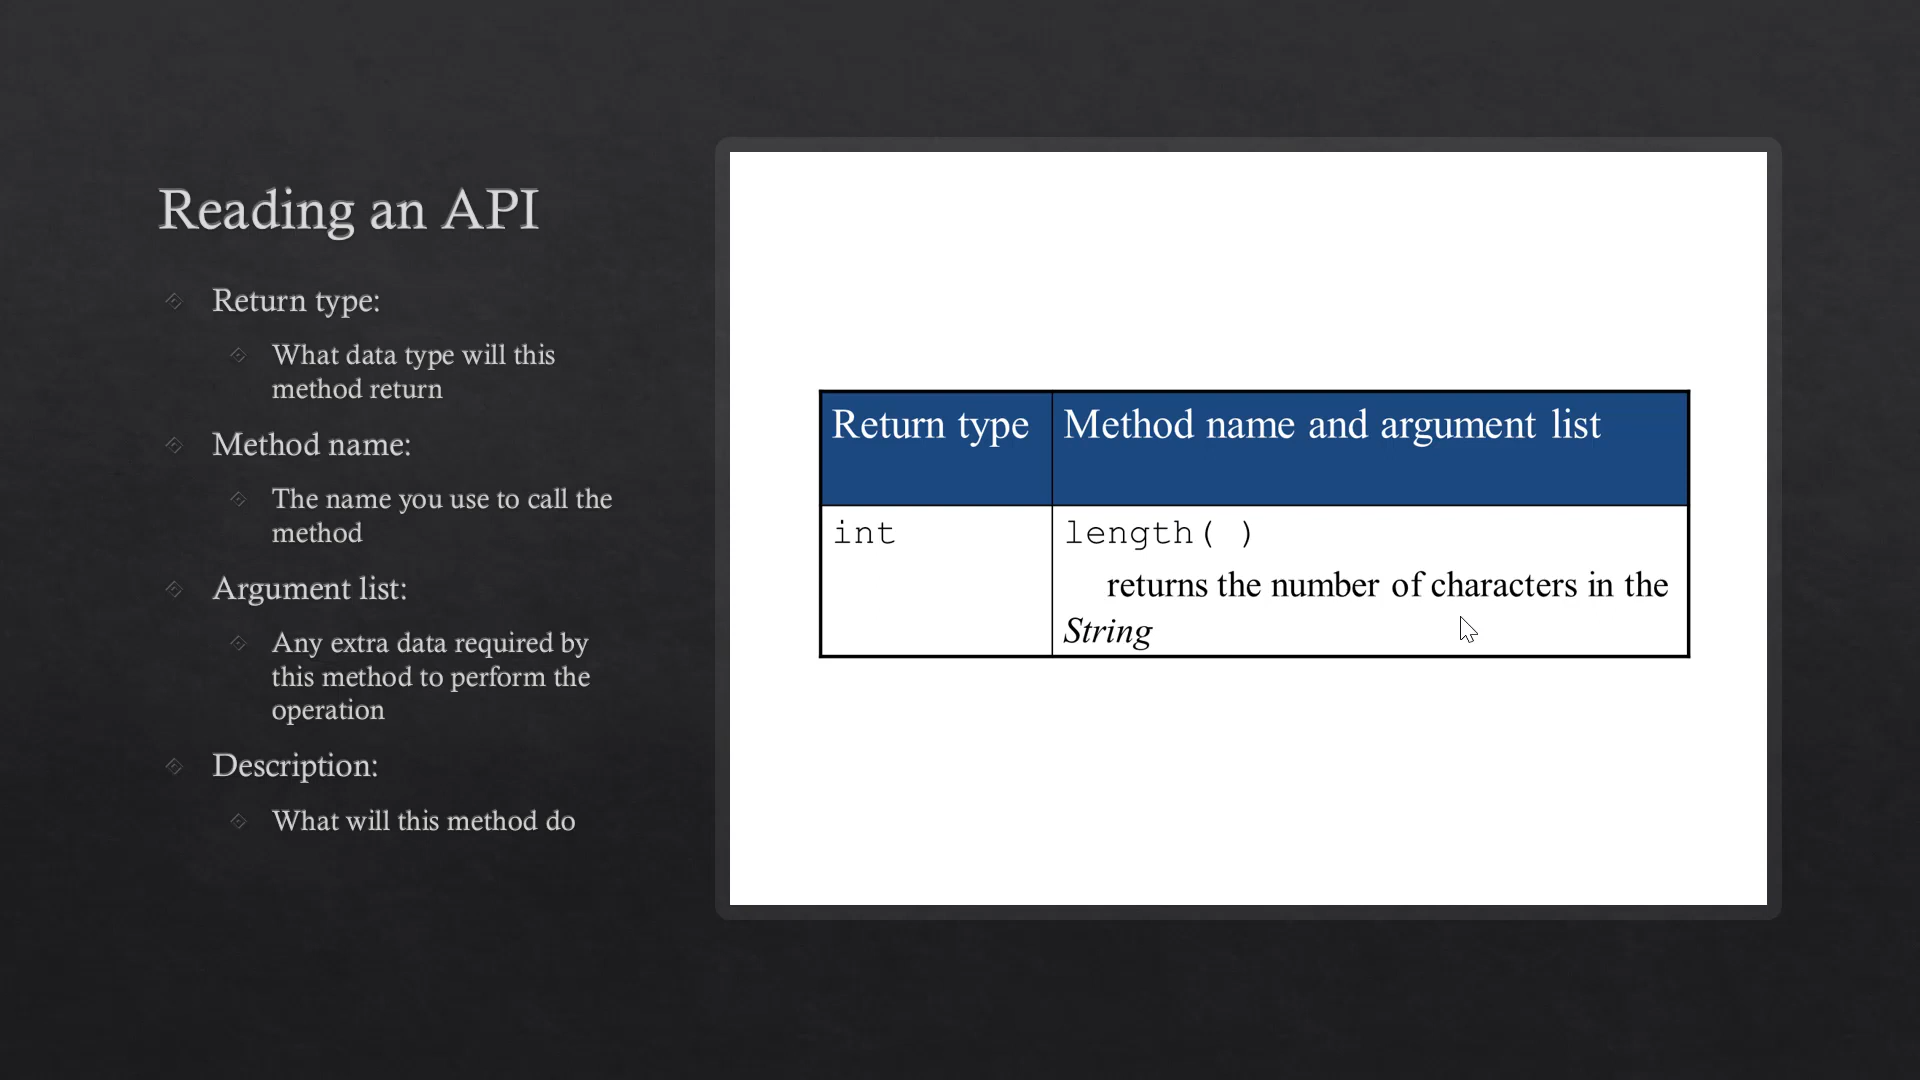 Reading an API
Return type:
What data type will this
method return
Method name:
The name you use to call the
method
Argument list:
Any extra data required by
this method to perform the
operation
Description:
What will this method do
Return type
Method name and argument list
int
length( )
returns the number of characters in the
String